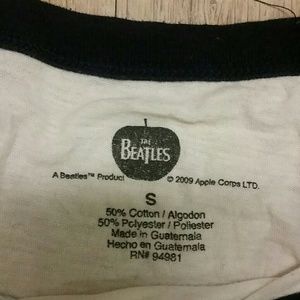 THE
BEATLES
A Beatles™ Product © 2009 Apple Corps LTD.
S
50% Cotton / Algodon
50% Polyester / Poliester
Made in Guatemala
Hecho en Guatemala
RN# 94981